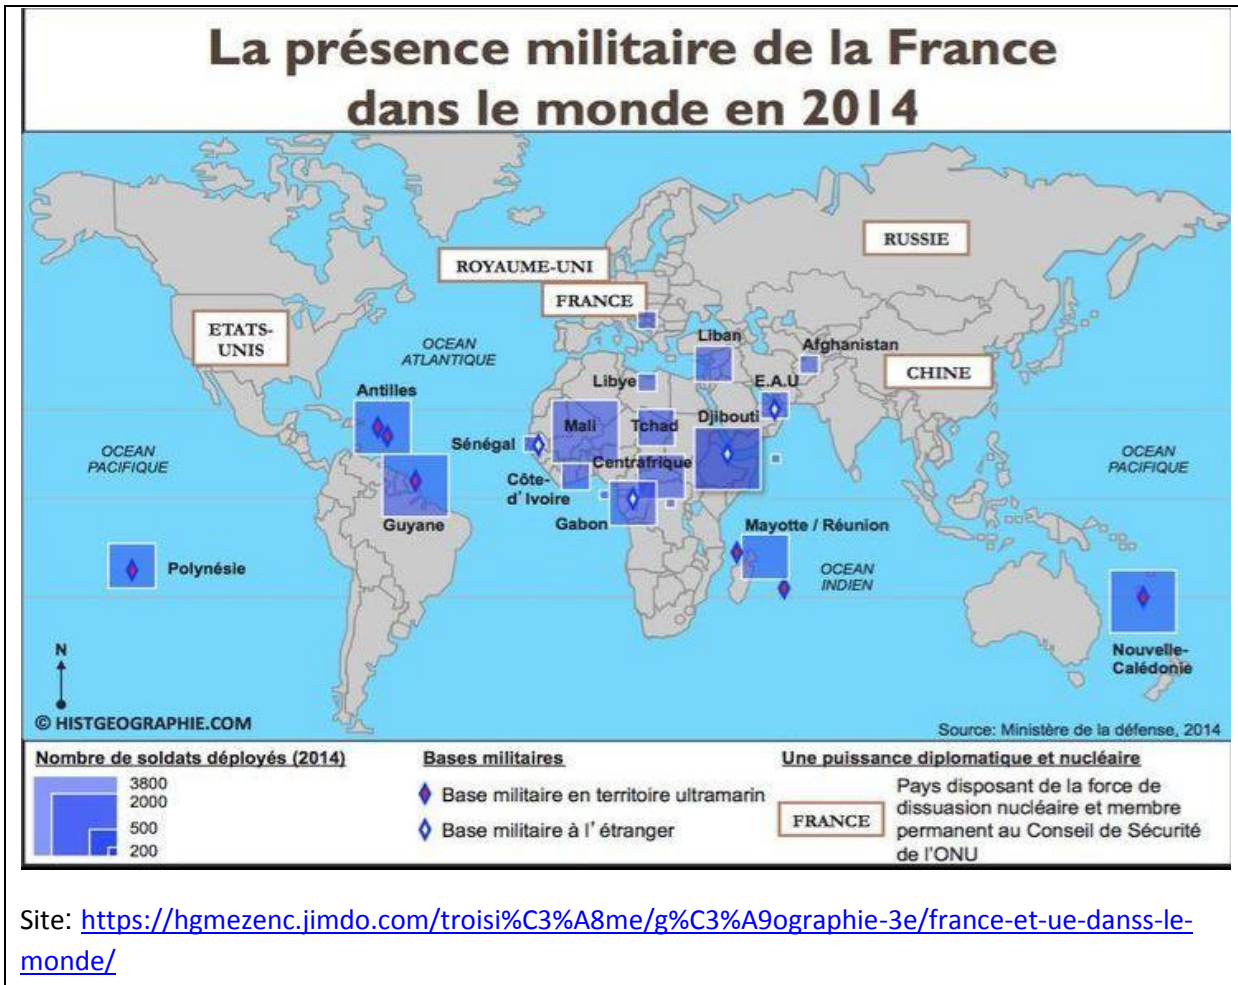 La présence militaire de la France
dans le monde en 2014
RUSSIE
ROYAUME-UNI
FRANCE
ETATS-
UNIS
OCEAN
ATLANTIQUE
Liban
Afghanistan
CHINE
Libye
E.A.U
Antilles
Mali
Tchad
Djibouti
Sénégal
OCEAN
PACIFIQUE
OCEAN
PACIFIQUE
Centrafrique
Côte-
d'Ivoire
Gabon
Guyane
Mayotte / Réunion
Polynésie
OCEAN
INDIEN
N
Nouvelle-
Calédonie
© HISTGEOGRAPHIE.COM
Source: Ministère de la défense, 2014
Nombre de soldats déployés (2014)
3800
2000
500
200
Bases militaires
Base militaire en territoire ultramarin
Base militaire à l'étranger
Une puissance diplomatique et nucléaire
FRANCE
Pays disposant de la force de
dissuasion nucléaire et membre
permanent au Conseil de Sécurité
de l'ONU
Site: https://hgmezenc.jimdo.com/troisi%C3%A8me/g%C3%A9ographie-3e/france-et-ue-danss-le-
monde/